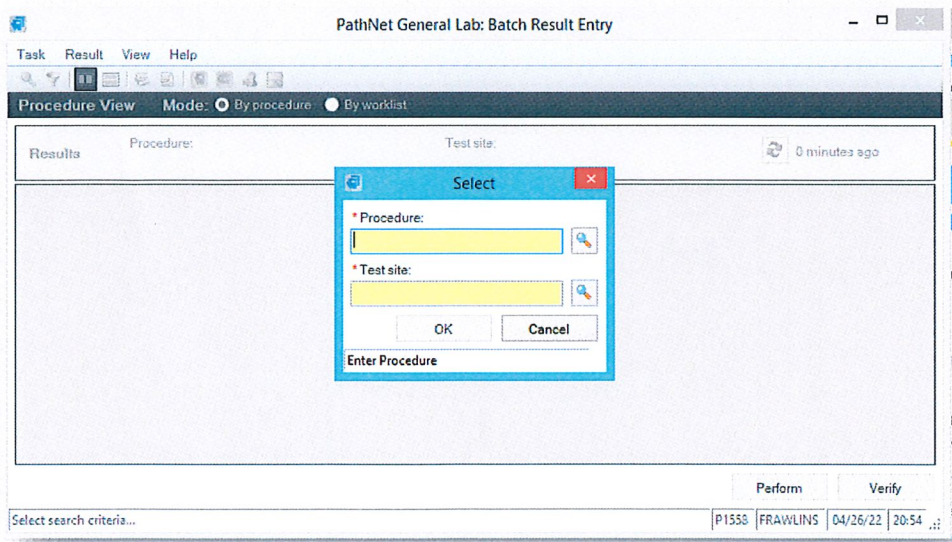 PathNet General Lab: Batch Result Entry
Task Result View Help
Procedure View Mode: By procedure By worklist
Results Procedure: Test site: 0 minutes ago
Select
*Procedure:
*Test site:
OK Cancel
Enter Procedure
Perform Verify
Select search criteria... P1558 FRAWLINS 04/26/22 20:54